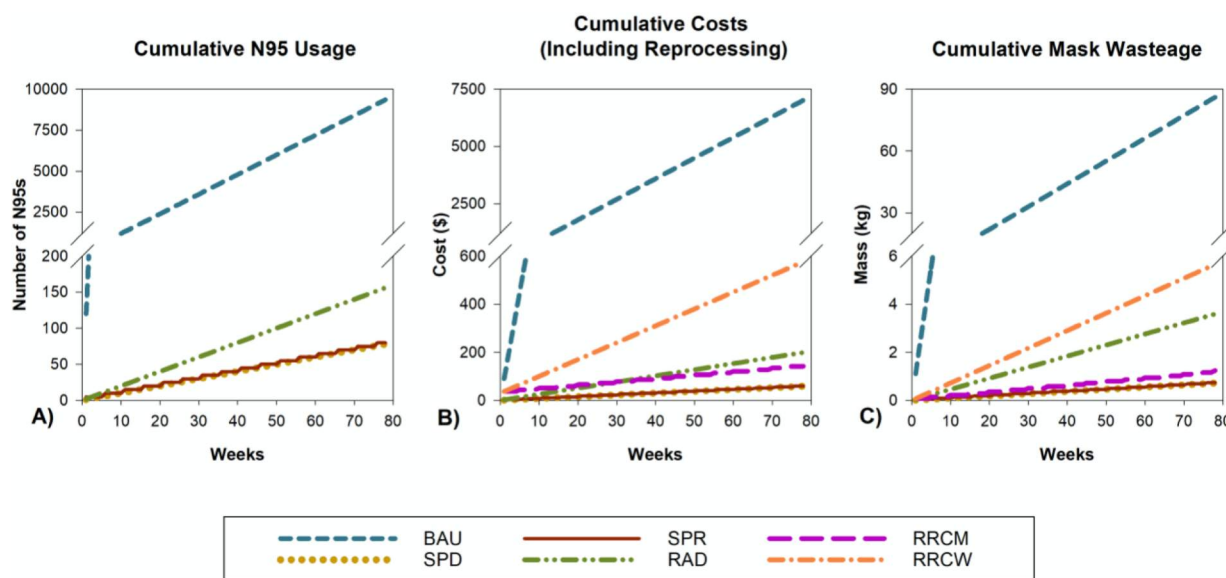 Cumulative N95 Usage
Cumulative Costs
(Including Reprocessing)
Cumulative Mask Wasteage
Number of N95s
10000
7500
5000
2500
200
150
100
50
0
0 10 20 30 40 50 60 70 80
A)
Weeks
Cost ($)
7500
5000
2500
600
400
200
0
0 10 20 30 40 50 60 70 80
B)
Weeks
Mass (kg)
90
60
30
6
4
2
0
0 10 20 30 40 50 60 70 80
C)
Weeks
BAU SPR RRCM
SPD RAD RRCW